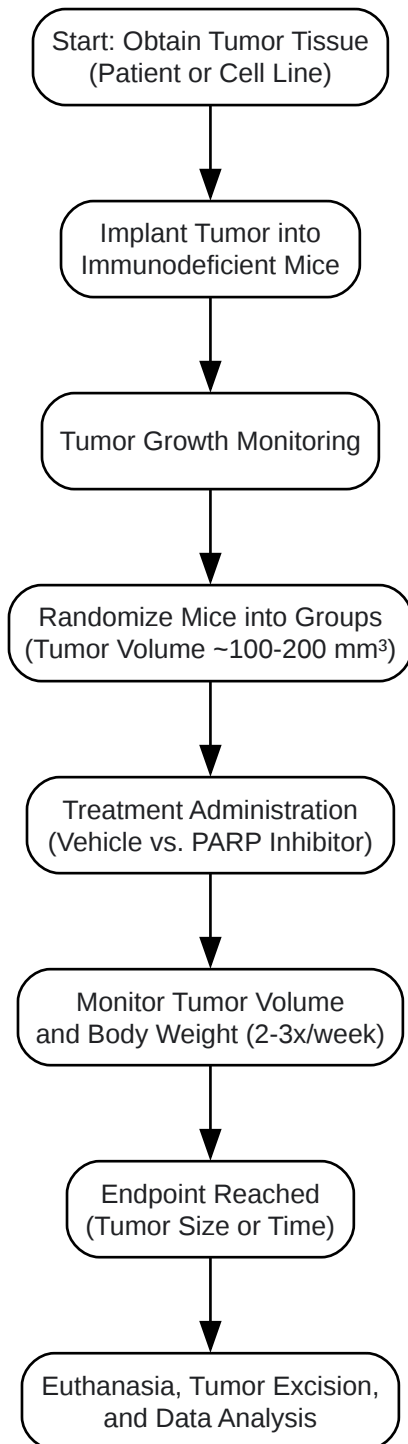 Start: Obtain Tumor Tissue
(Patient or Cell Line)
Implant Tumor into
Immunodeficient Mice
Tumor Growth Monitoring
Randomize Mice into Groups
(Tumor Volume ~100-200 mm³)
Treatment Administration
(Vehicle vs. PARP Inhibitor)
Monitor Tumor Volume
and Body Weight (2-3x/week)
Endpoint Reached
(Tumor Size or Time)
Euthanasia, Tumor Excision,
and Data Analysis